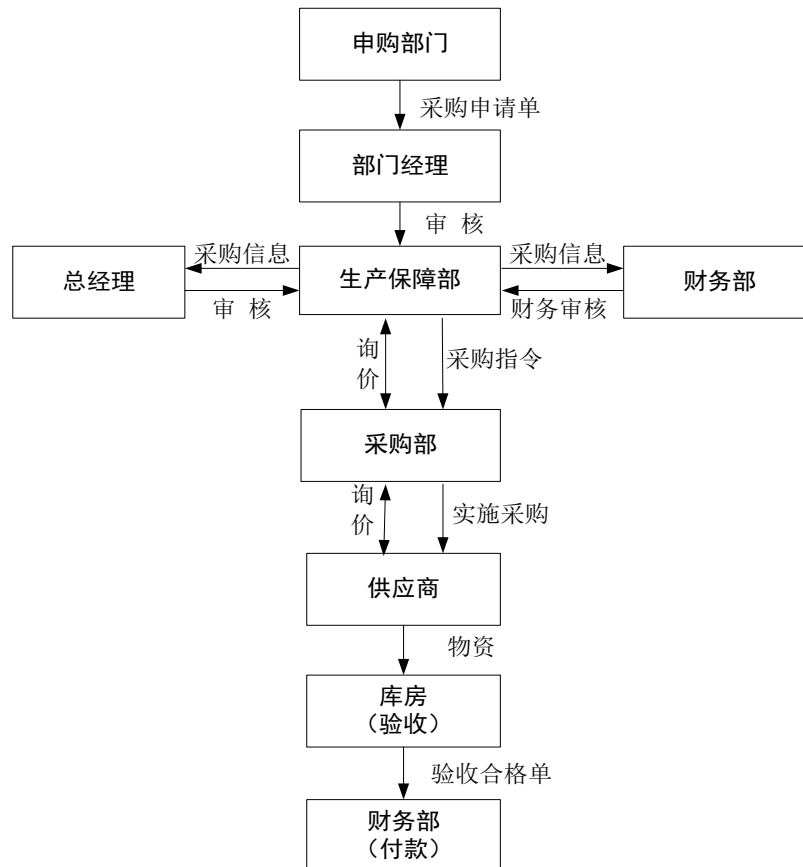 申购部门
采购申请单
部门经理
审 核
采购信息
采购信息
总经理
生产保障部
财务部
审 核
财务审核
询
价
采购指令
采购部
询
价
实施采购
供应商
物资
库房
（验收）
验收合格单
财务部
（付款）